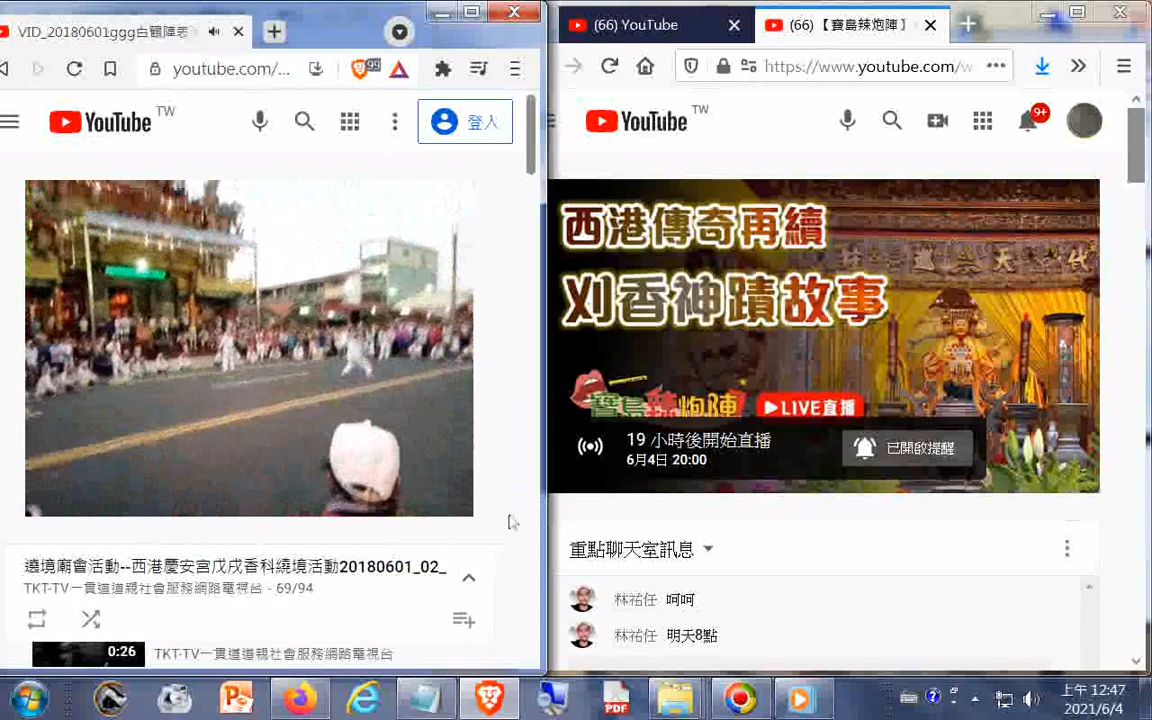 VID_20180601ggg白鶴陣表
youtube.com/...
99
YouTube TW
登入
遶境廟會活動--西港慶安宮戊戌香科繞境活動20180601_02_
TKT-TV一貫道道親社會服務網路電視台 - 69/94
0:26
TKT-TV一貫道道親社會服務網路電視台
(66) YouTube
(66) 【寶島辣炮陣】
https://www.youtube.com/w
YouTube TW
9+
西港傳奇再續
刈香神蹟故事
寶島辣炮陣
LIVE直播
19 小時後開始直播
6月4日 20:00
已開啟提醒
重點聊天室訊息
林祐任 呵呵
林祐任 明天8點
PDF
上午 12:47
2021/6/4